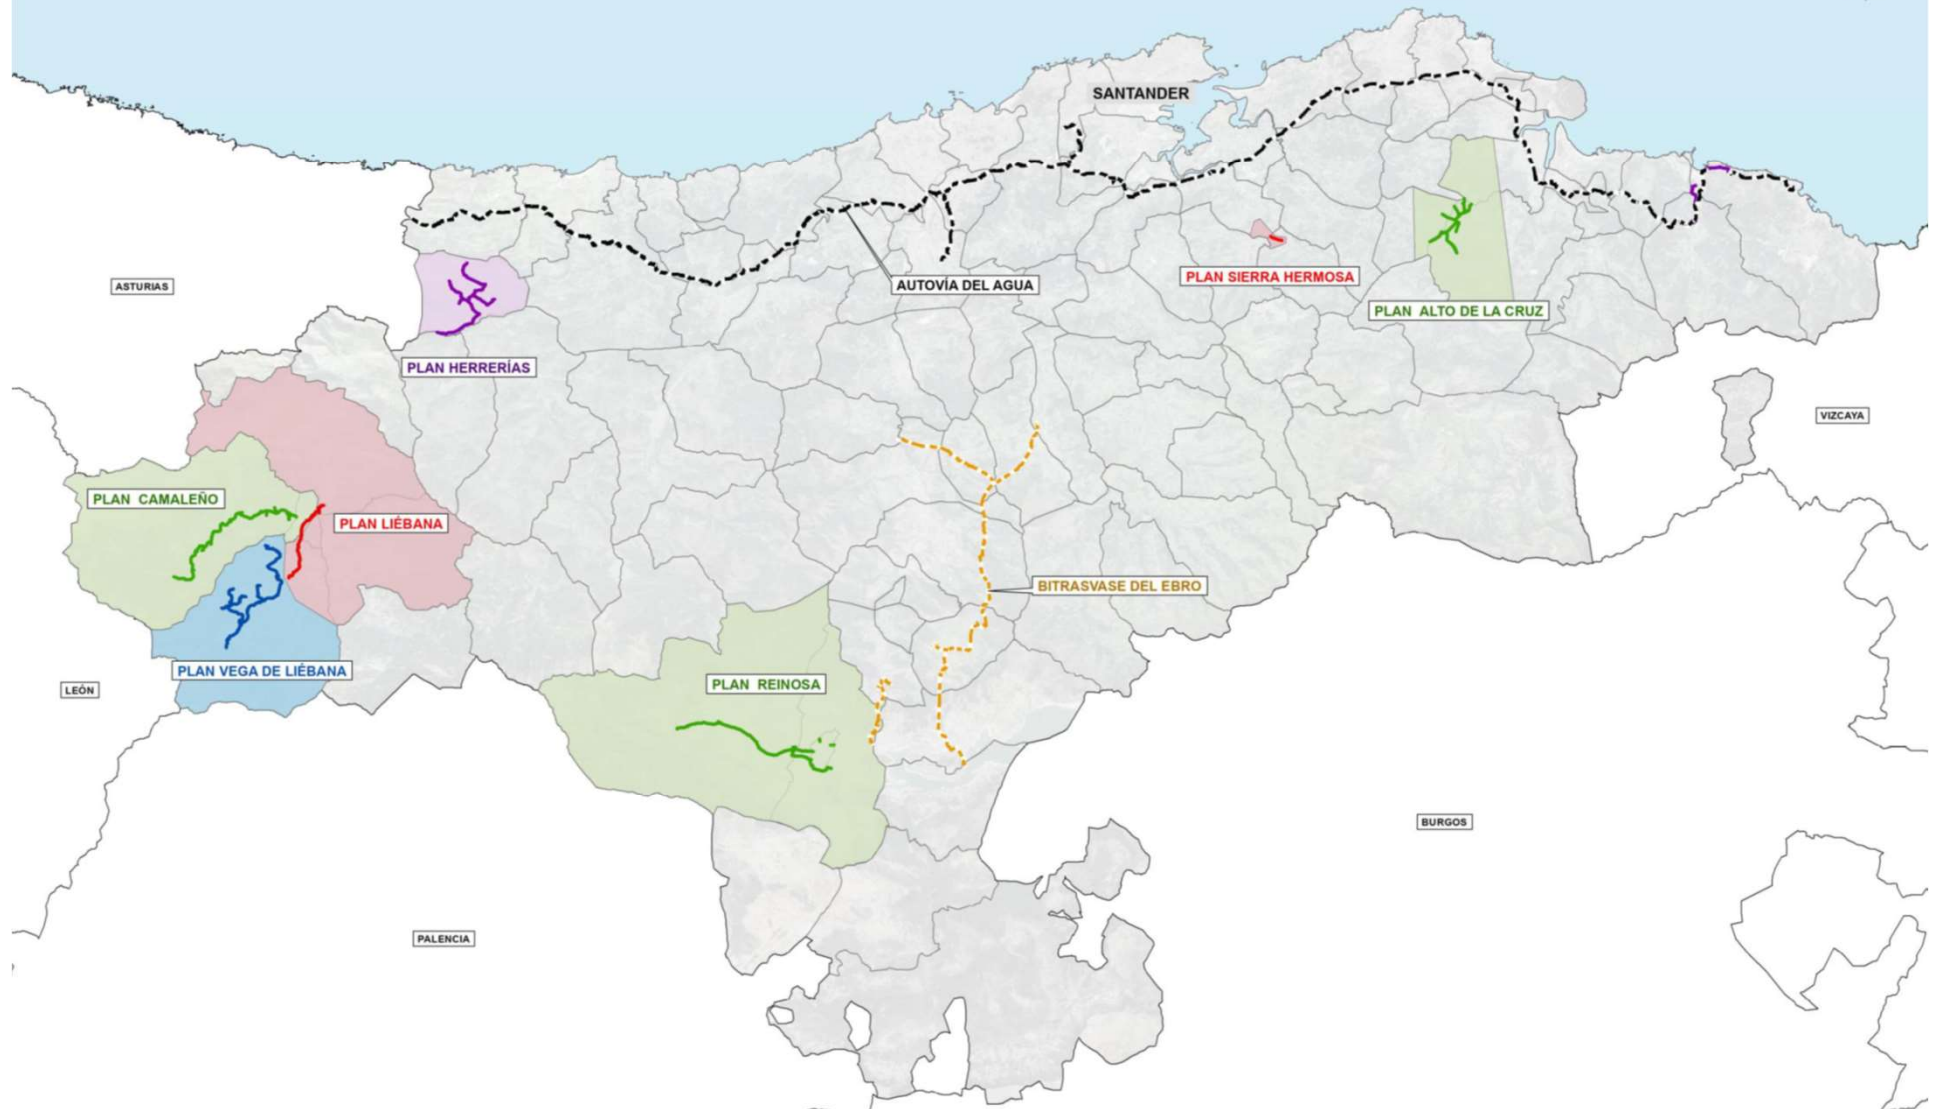 SANTANDER
ASTURIAS
AUTOVÍA DEL AGUA
PLAN SIERRA HERMOSA
PLAN ALTO DE LA CRUZ
PLAN HERRERÍAS
VIZCAYA
PLAN CAMALEÑO
PLAN LIÉBANA
BITRASVASE DEL EBRO
PLAN VEGA DE LIÉBANA
LEÓN
PLAN REINOSA
BURGOS
PALENCIA